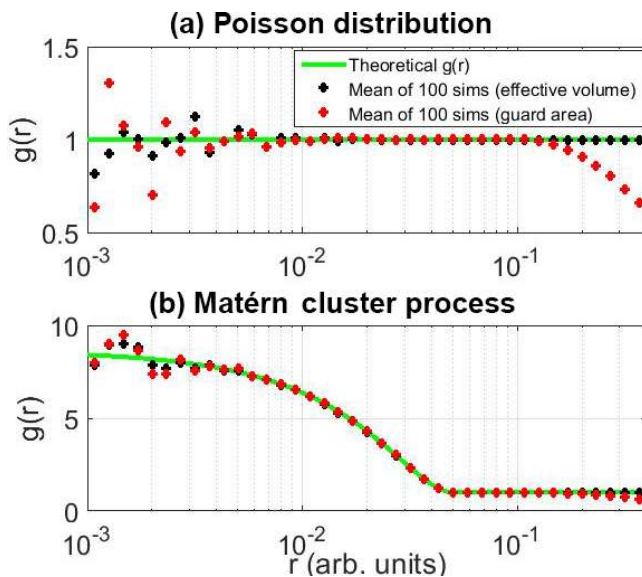 (a) Poisson distribution
1.5
Theoretical g(r)
Mean of 100 sims (effective volume)
Mean of 100 sims (guard area)
g(r)
1
0.5
10-3
10-2
10-1
(b) Matérn cluster process
10
g(r)
5
0
10-3
10-2
10-1
r (arb. units)